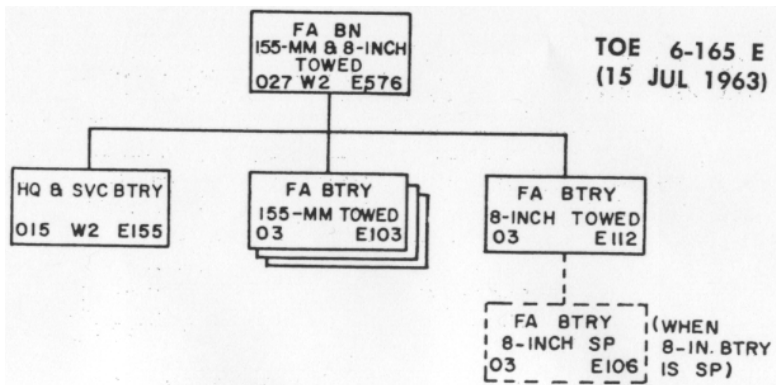 FA BN
155-MM & 8-INCH
TOWED
O27 W2 E576
TOE 6-165 E
(15 JUL 1963)
HQ & SVC BTRY
O15 W2 E155
FA BTRY
155-MM TOWED
O3 E103
FA BTRY
8-INCH TOWED
O3 E112
FA BTRY
8-INCH SP
O3 E106
(WHEN
8-IN. BTRY
IS SP)